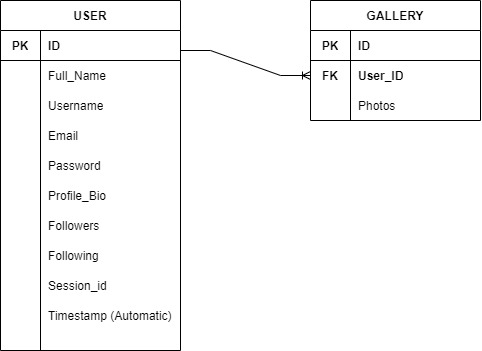 USER
PK ID
Full_Name
Username
Email
Password
Profile_Bio
Followers
Following
Session_id
Timestamp (Automatic)
GALLERY
PK ID
FK User_ID
Photos